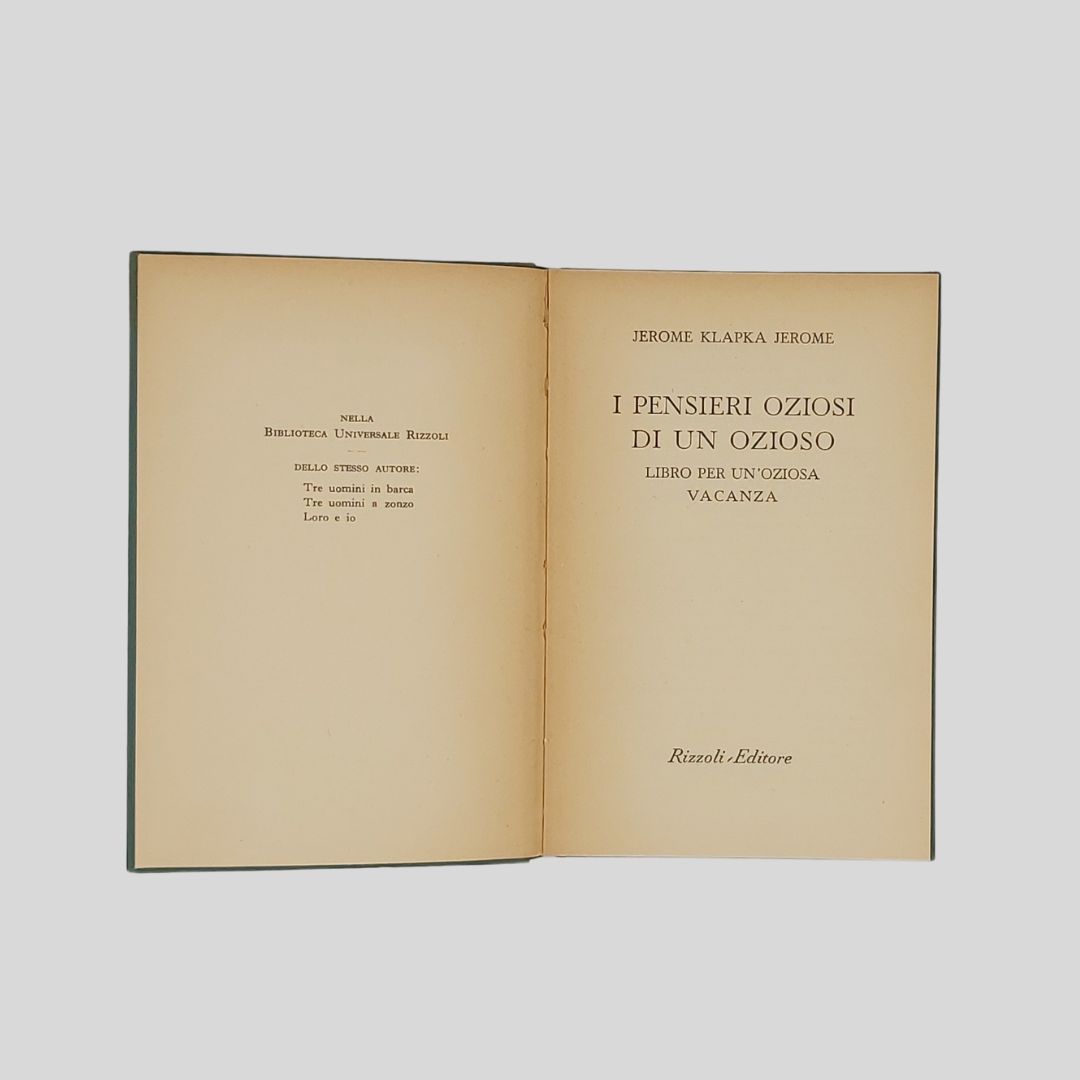 NELLA
BIBLIOTECA UNIVERSALE RIZZOLI
DELLO STESSO AUTORE:
Tre uomini in barca
Tre uomini a zonzo
Loro e io
JEROME KLAPKA JEROME
I PENSIERI OZIOSI
DI UN OZIOSO
LIBRO PER UN'OZIOSA
VACANZA
Rizzoli - Editore